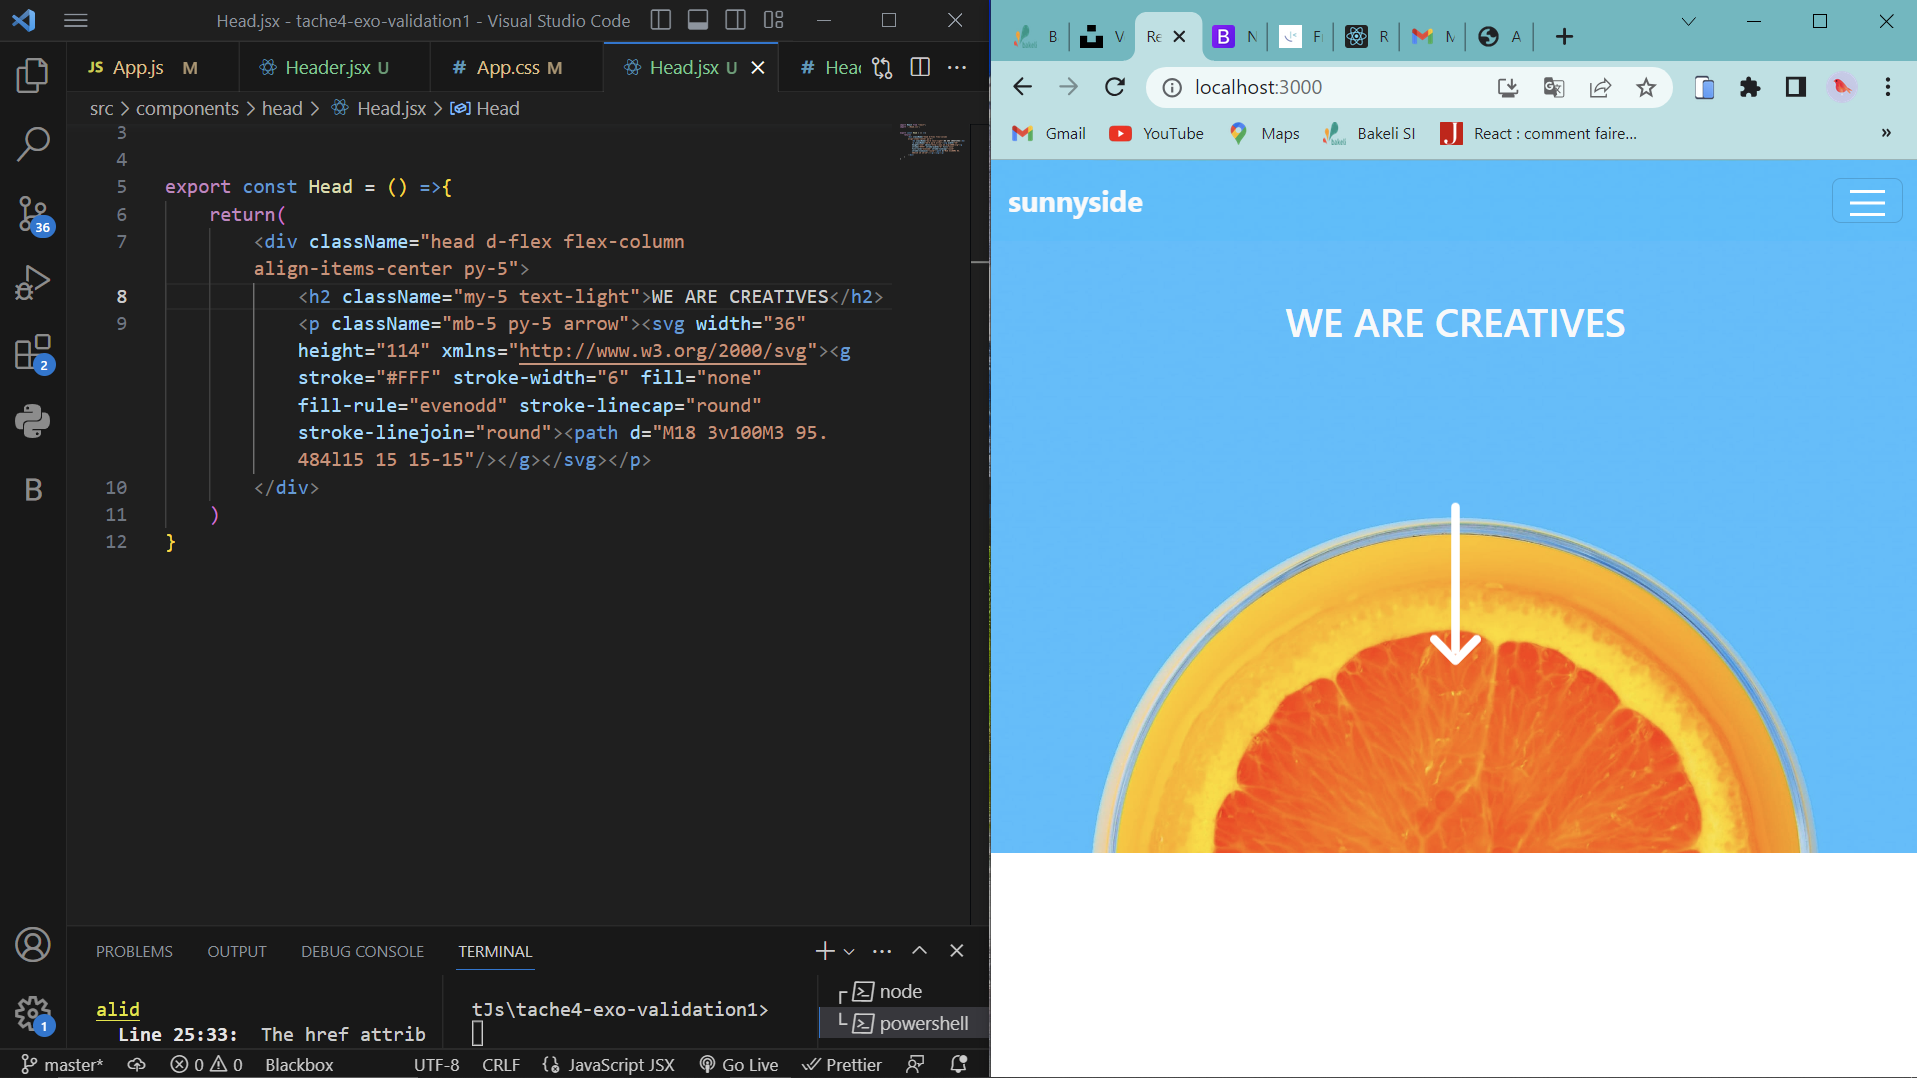 Head.jsx - tache4-exo-validation1 - Visual Studio Code
JS App.js M
Header.jsx U
# App.css M
Head.jsx U
# Head
src > components > head > Head.jsx > Head
3
4
5 export const Head = () =>{
6 return(
7 <div className="head d-flex flex-column
align-items-center py-5">
8 <h2 className="my-5 text-light">WE ARE CREATIVES</h2>
9 <p className="mb-5 py-5 arrow"><svg width="36"
height="114" xmlns="http://www.w3.org/2000/svg"><g
stroke="#FFF" stroke-width="6" fill="none"
fill-rule="evenodd" stroke-linecap="round"
stroke-linejoin="round"><path d="M18 3v100M3 95.
484l15 15 15-15"/></g></svg></p>
10 </div>
11 )
12 }
36
2
B
1
PROBLEMS
OUTPUT
DEBUG CONSOLE
TERMINAL
alid
Line 25:33: The href attrib
tJs\tache4-exo-validation1>
node
powershell
master*
0
0
Blackbox
UTF-8
CRLF
JavaScript JSX
Go Live
Prettier
B
V
Re
B
N
F
R
M
A
localhost:3000
Gmail
YouTube
Maps
Bakeli SI
React : comment faire...
»
sunnyside
WE ARE CREATIVES